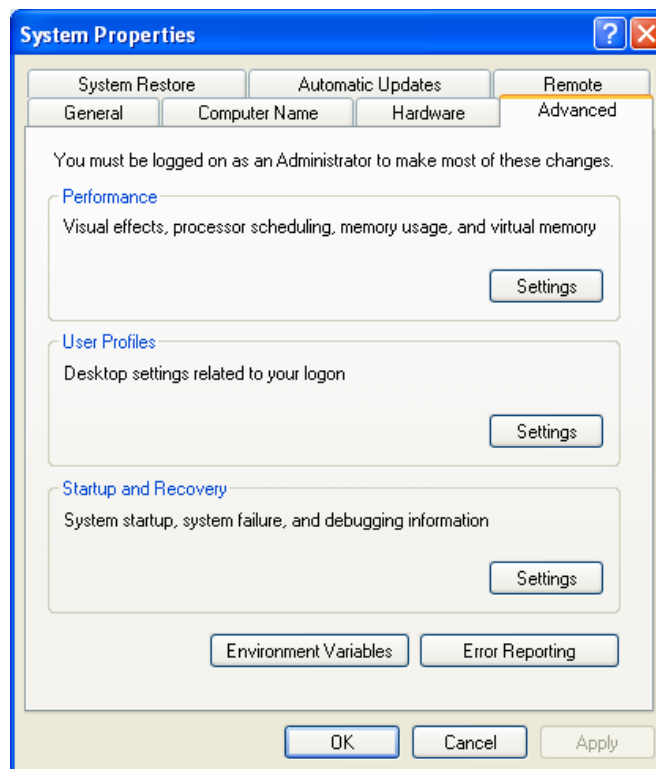 System Properties
System Restore Automatic Updates Remote
General Computer Name Hardware Advanced
You must be logged on as an Administrator to make most of these changes.
Performance
Visual effects, processor scheduling, memory usage, and virtual memory
Settings
User Profiles
Desktop settings related to your logon
Settings
Startup and Recovery
System startup, system failure, and debugging information
Settings
Environment Variables Error Reporting
OK Cancel Apply